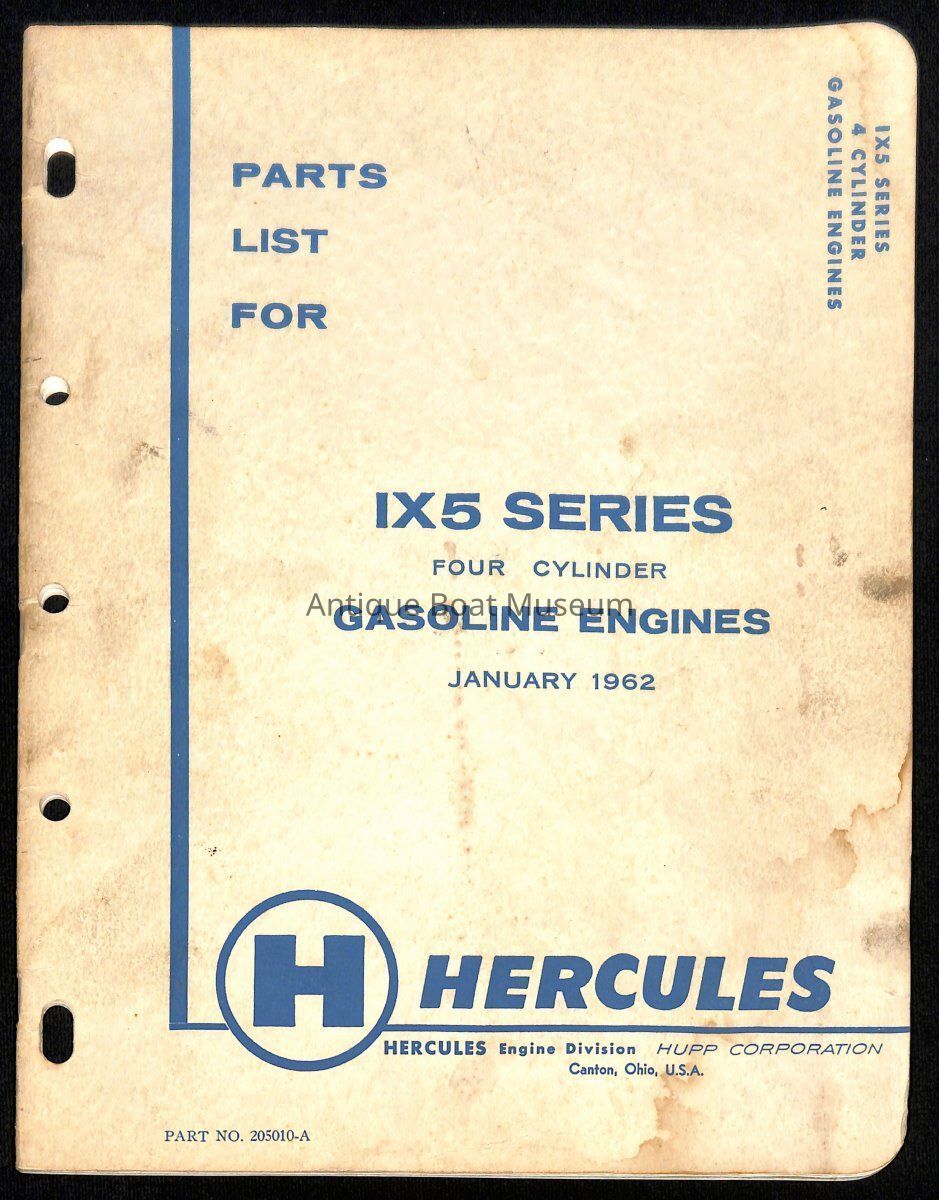 IX5 SERIES
4 CYLINDER
GASOLINE ENGINES
PARTS
LIST
FOR
IX5 SERIES
FOUR CYLINDER
Antique Boat Museum
GASOLINE ENGINES
JANUARY 1962
H
HERCULES
HERCULES Engine Division HUPP CORPORATION
Canton, Ohio, U.S.A.
PART NO. 205010-A